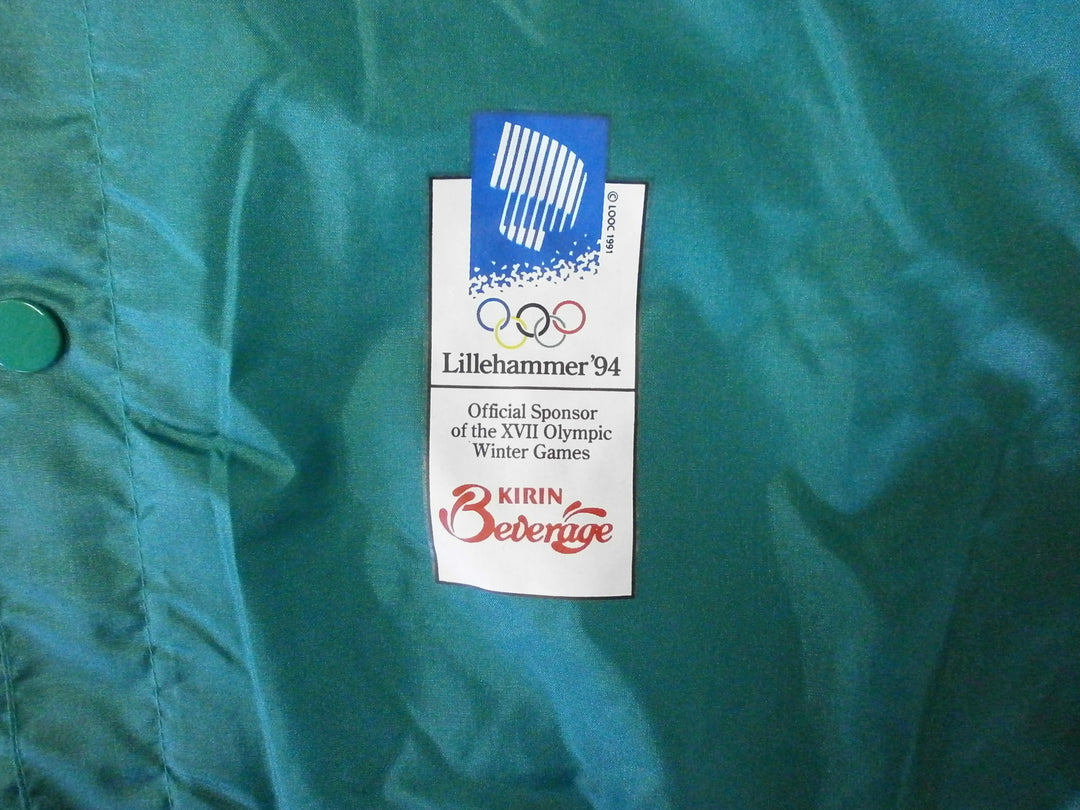 © LOOC 1991
Lillehammer'94
Official Sponsor
of the XVII Olympic
Winter Games
KIRIN
Beverage